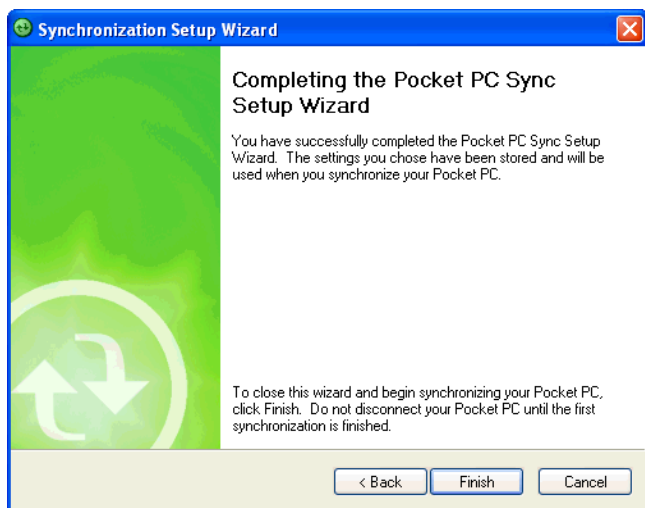 Synchronization Setup Wizard
Completing the Pocket PC Sync
Setup Wizard
You have successfully completed the Pocket PC Sync Setup
Wizard. The settings you chose have been stored and will be
used when you synchronize your Pocket PC.
To close this wizard and begin synchronizing your Pocket PC,
click Finish. Do not disconnect your Pocket PC until the first
synchronization is finished.
< Back Finish Cancel